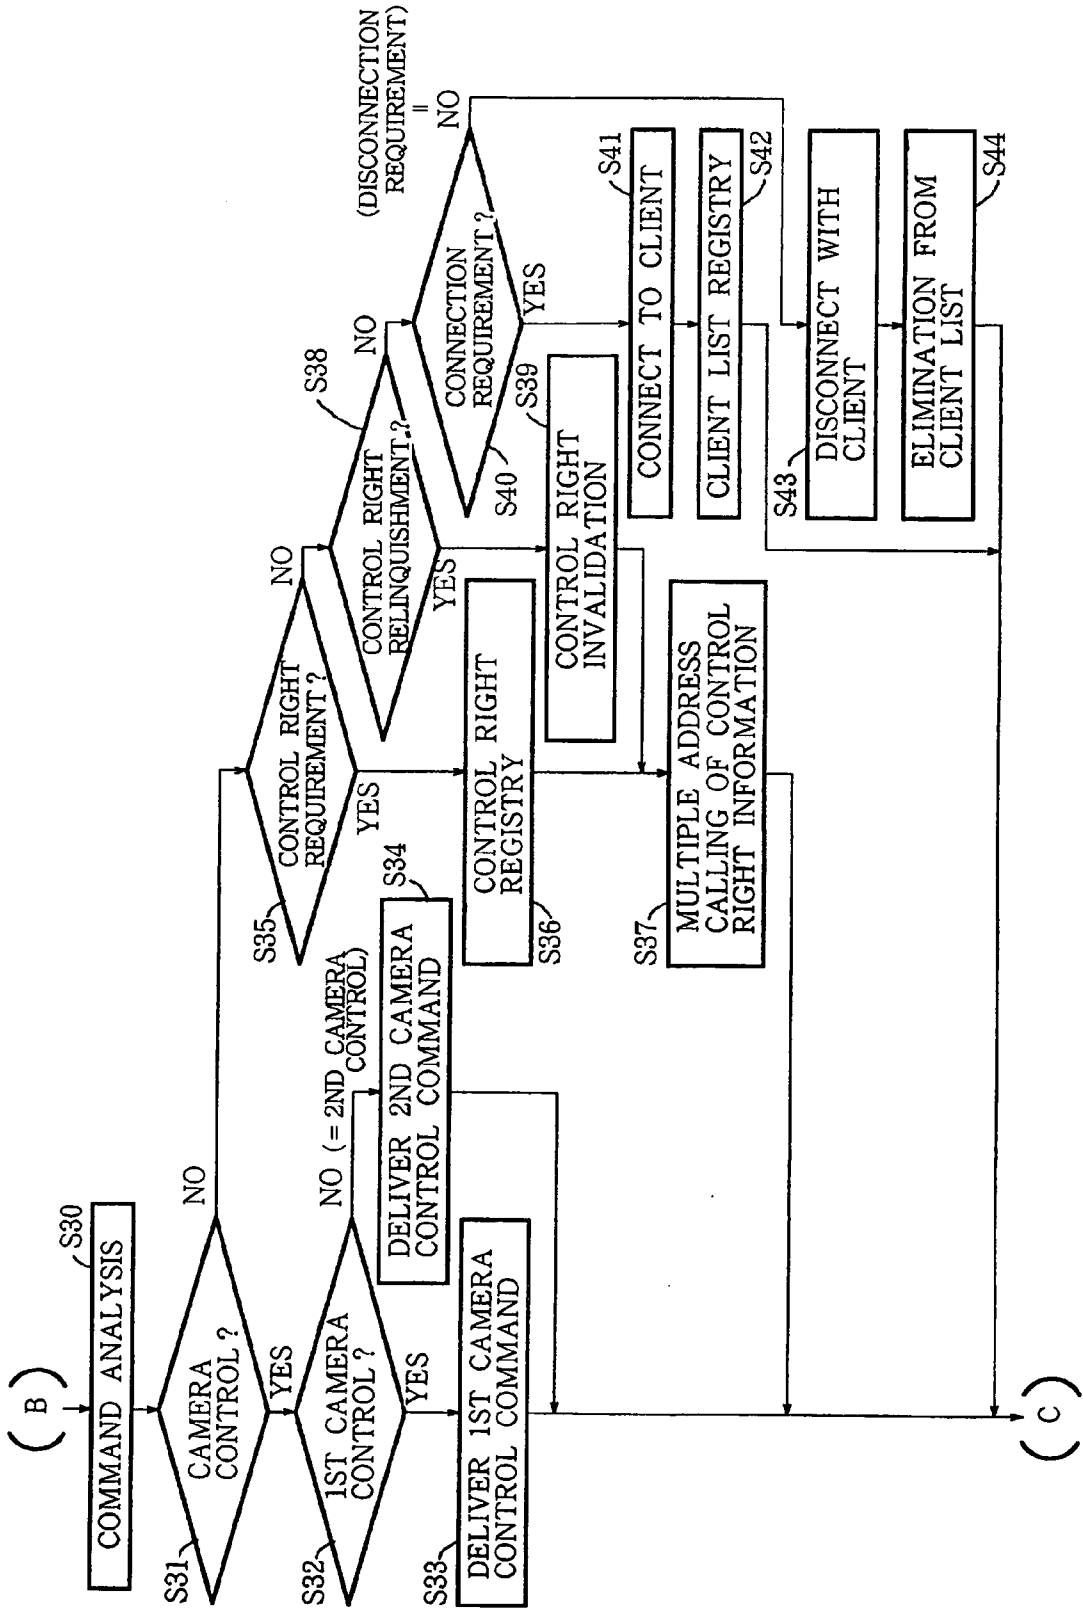 ( B )
COMMAND ANALYSIS
S30
S31
CAMERA
CONTROL?
NO
YES
S32
1ST CAMERA
CONTROL?
NO (= 2ND CAMERA
CONTROL)
YES
S33
DELIVER 1ST CAMERA
CONTROL COMMAND
S34
DELIVER 2ND CAMERA
CONTROL COMMAND
S35
CONTROL RIGHT
REQUIREMENT?
NO
YES
S36
CONTROL RIGHT
REGISTRY
S37
MULTIPLE ADDRESS
CALLING OF CONTROL
RIGHT INFORMATION
S38
CONTROL RIGHT
RELINQUISHMENT?
NO
YES
S39
CONTROL RIGHT
INVALIDATION
S40
CONNECTION
REQUIREMENT?
(DISCONNECTION
REQUIREMENT)
=
NO
YES
S41
CONNECT TO CLIENT
CLIENT LIST REGISTRY
S42
S43
DISCONNECT WITH
CLIENT
ELIMINATION FROM
CLIENT LIST
S44
( C )